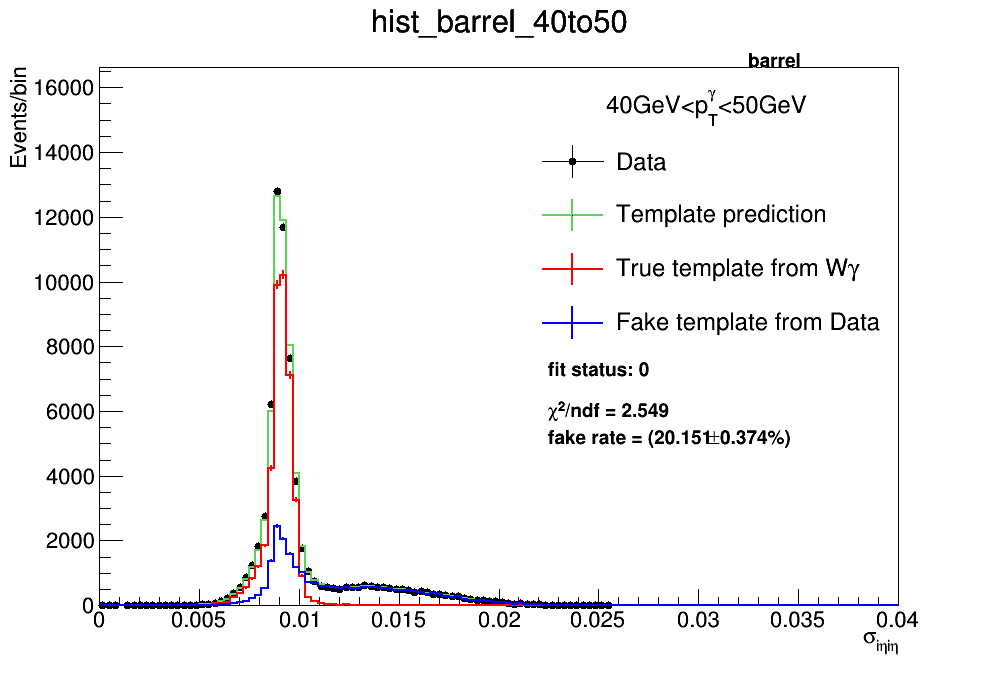 hist_barrel_40to50
barrel
Events/bin
16000
14000
12000
10000
8000
6000
4000
2000
0
40GeV<p_T^γ<50GeV
Data
Template prediction
True template from Wγ
Fake template from Data
fit status: 0
χ²/ndf = 2.549
fake rate = (20.151±0.374%)
0 0.005 0.01 0.015 0.02 0.025 0.03 0.035 0.04
σ_iηiη